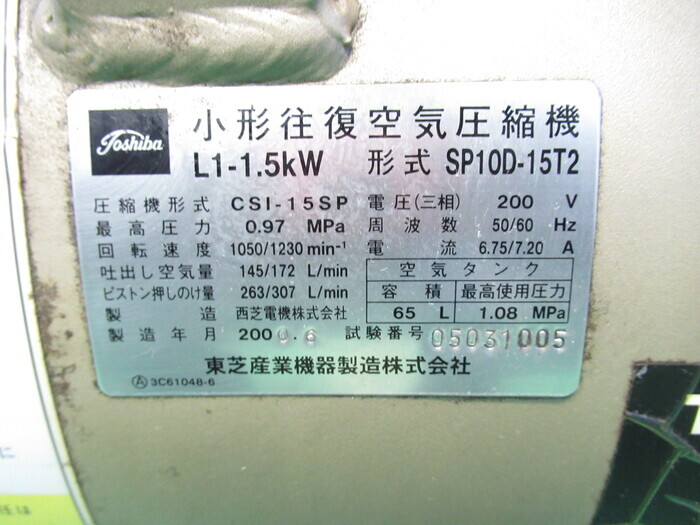 Toshiba
小形往復空気圧縮機
L1-1.5kW 形式 SP10D-15T2
圧縮機形式 CSI-15SP
最高圧力 0.97 MPa
回転速度 1050/1230 min-¹
吐出し空気量 145/172 L/min
ピストン押しのけ量 263/307 L/min
製造 西芝電機株式会社
電圧(三相) 200 V
周波数 50/60 Hz
電流 6.75/7.20 A
空気タンク
容積 最高使用圧力
65 L 1.08 MPa
製造年月 200 .6 試験番号 05031005
東芝産業機器製造株式会社
Ⓐ 3C61048-6
に